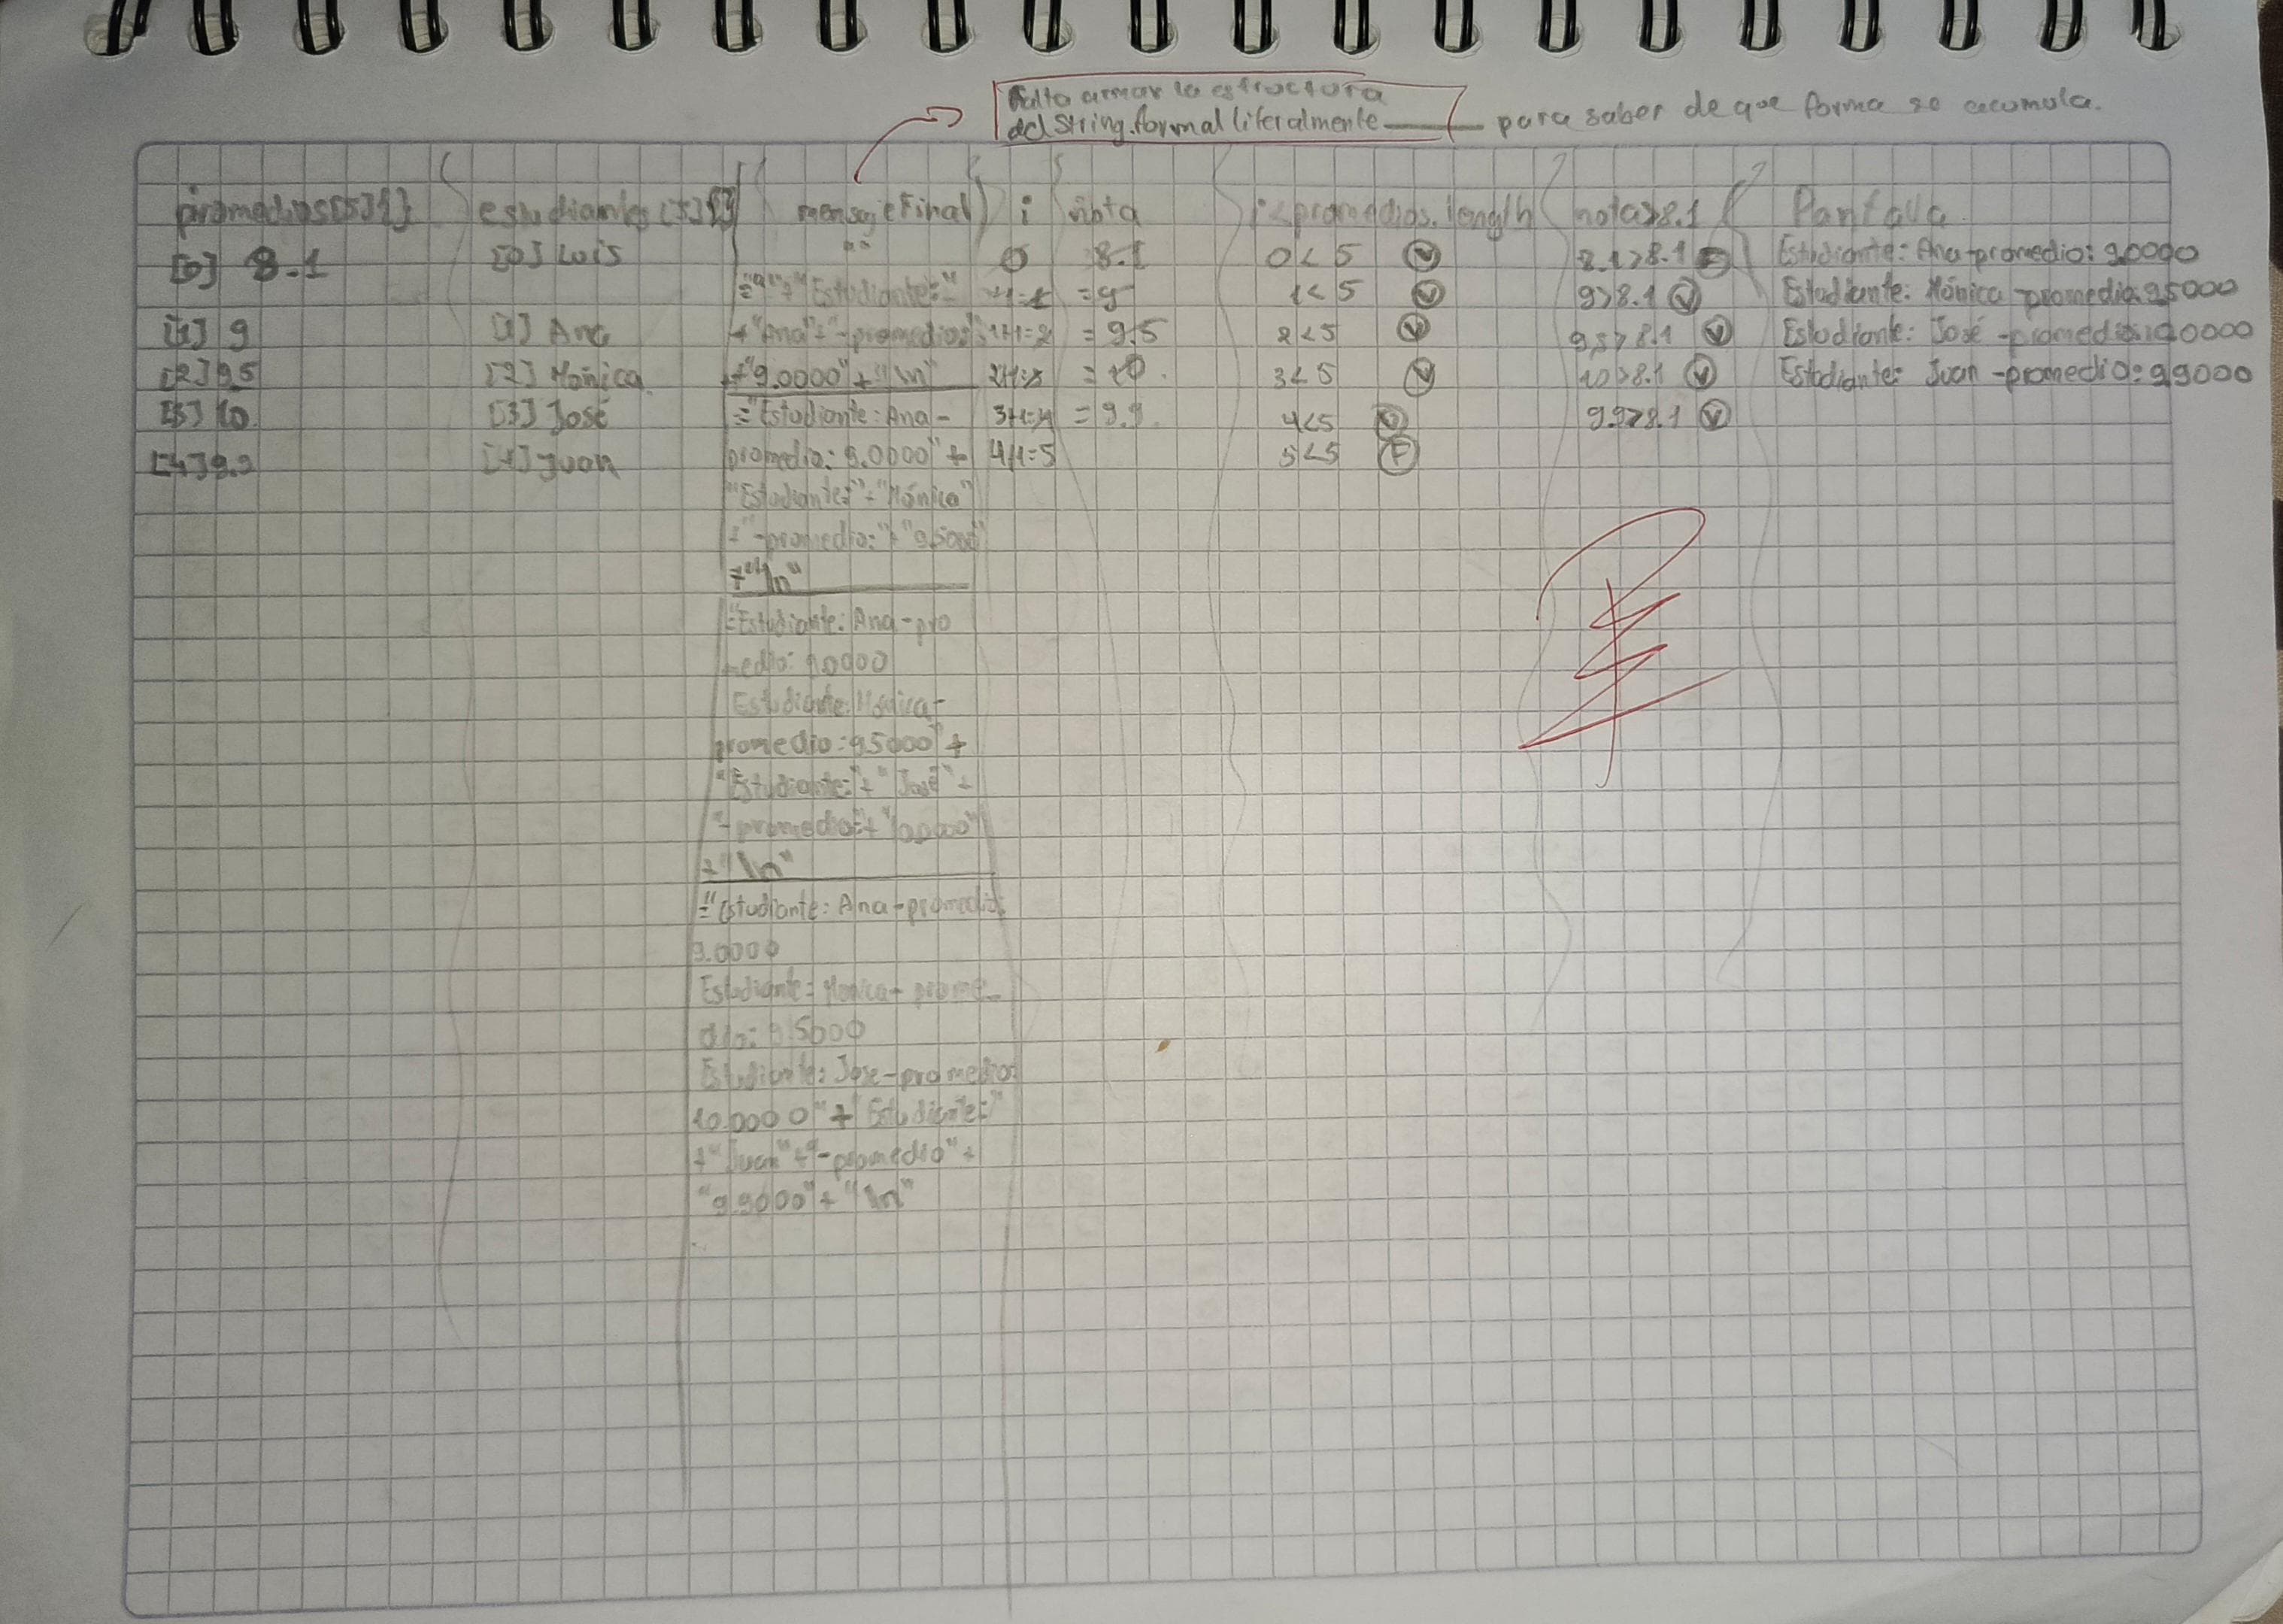 Falta armar la estructura
del String.format literalmente para saber de que forma se acumula.
promedios[5]{} estudiantes[5]{} mensajeFinal i nota i<promedios.length nota>8.1 Pantalla
[0] 8.1 [0] Luis "" 0 8.1 0<5 V 8.1>8.1 F Estudiante: Ana-promedio: 9.0000
=""+"Estudiante:" =9 1<5 V 9>8.1 V Estudiante: Mónica-promedio:9.5000
[1] 9 [1] Ana +"Ana"+"-promedios" 1+1=2 =9.5 2<5 V 9.5>8.1 V Estudiante: José -promedio:10.0000
[2] 9.5 [2] Mónica +"9.0000"+"\n" 2+1=3 =10 3<5 V 10>8.1 V Estudiante: Juan -promedio:9.9000
[3] 10 [3] José ="Estudiante: Ana- 3+1=4 =9.9 4<5 V 9.9>8.1 V
[4] 9.9 [4] Juan promedio: 9.0000"+ 4+1=5 5<5 F
"Estudiante:"+"Mónica"
+"-promedio:"+"9.5000"
+"\n"
="Estudiante: Ana-pro
medio: 9.0000
Estudiante: Mónica-
promedio:9.5000"+
"Estudiante:"+"José"+
"-promedio:"+"10.0000"
+"\n"
="Estudiante: Ana-promedio:
9.0000
Estudiante: Monica-prome-
dio: 9.5000
Estudiante: Jose-promedio:
10.0000"+"Estudiante:"
+"Juan"+"-promedio"+
"9.9000"+"\n"